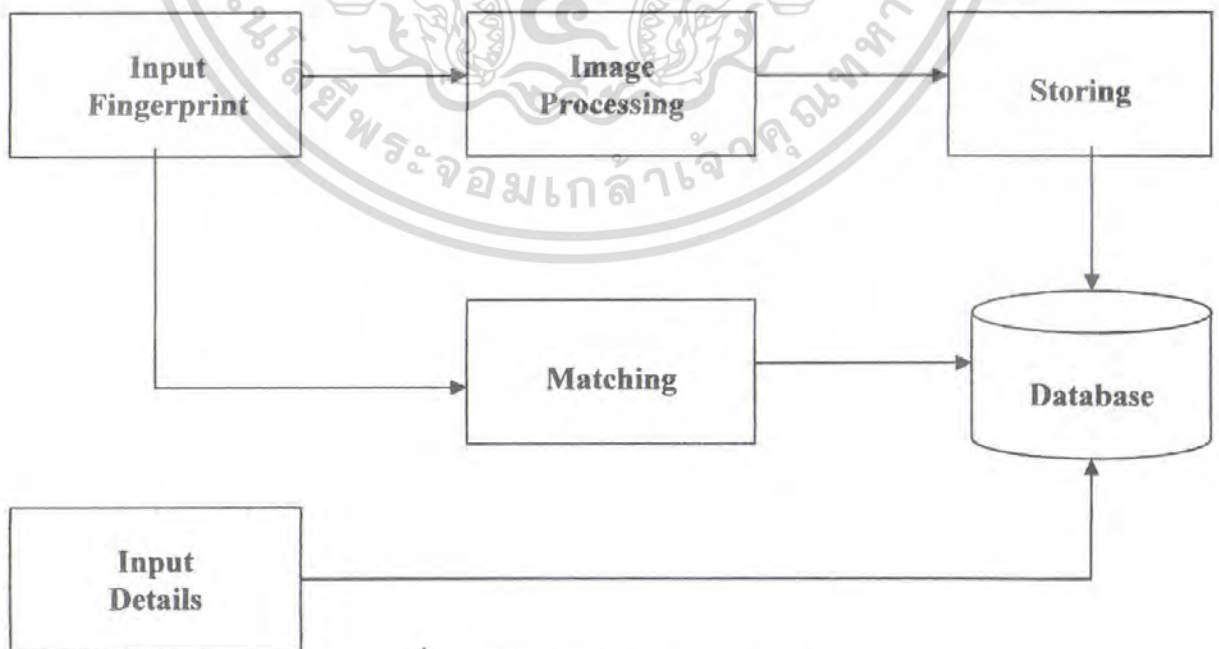 Input
Fingerprint
Image
Processing
Storing
Matching
Database
Input
Details